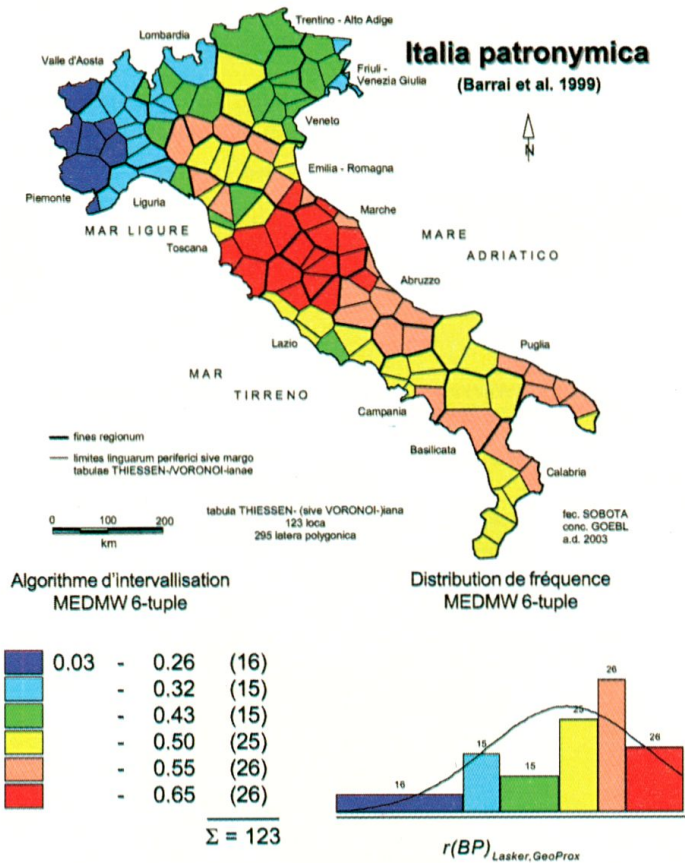 Italia patronymica
(Barrai et al. 1999)
N
Trentino - Alto Adige
Lombardia
Valle d'Aosta
Friuli -
Venezia Giulia
Veneto
Emilia - Romagna
Piemonte
Liguria
Marche
MAR LIGURE
MARE
ADRIATICO
Toscana
Abruzzo
Lazio
Puglia
MAR
TIRRENO
Campania
Basilicata
Calabria
fines regionum
limites linguarum periferici sive margo
tabulae THIESSEN-/VORONOI-ianae
0 100 200
km
tabula THIESSEN- (sive VORONOI-)iana
123 loca
295 latera polygonica
fec. SOBOTA
conc. GOEBL
a.d. 2003
Algorithme d'intervallisation
MEDMW 6-tuple
Distribution de fréquence
MEDMW 6-tuple
0.03 - 0.26 (16)
- 0.32 (15)
- 0.43 (15)
- 0.50 (25)
- 0.55 (26)
- 0.65 (26)
Σ = 123
16
15
15
25
26
26
r(BP) Lasker, GeoProx